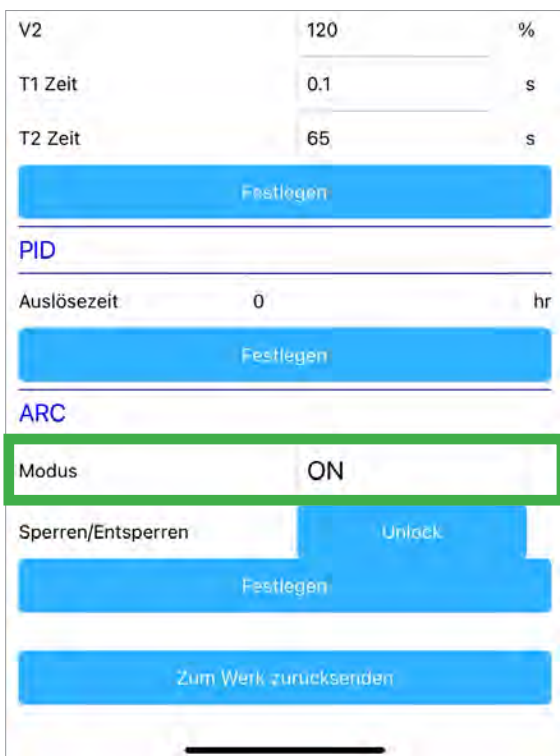 V2 120 %
T1 Zeit 0.1 s
T2 Zeit 65 s
Festlegen
PID
Auslösezeit 0 hr
Festlegen
ARC
Modus ON
Sperren/Entsperren Unlock
Festlegen
Zum Werk zurücksenden